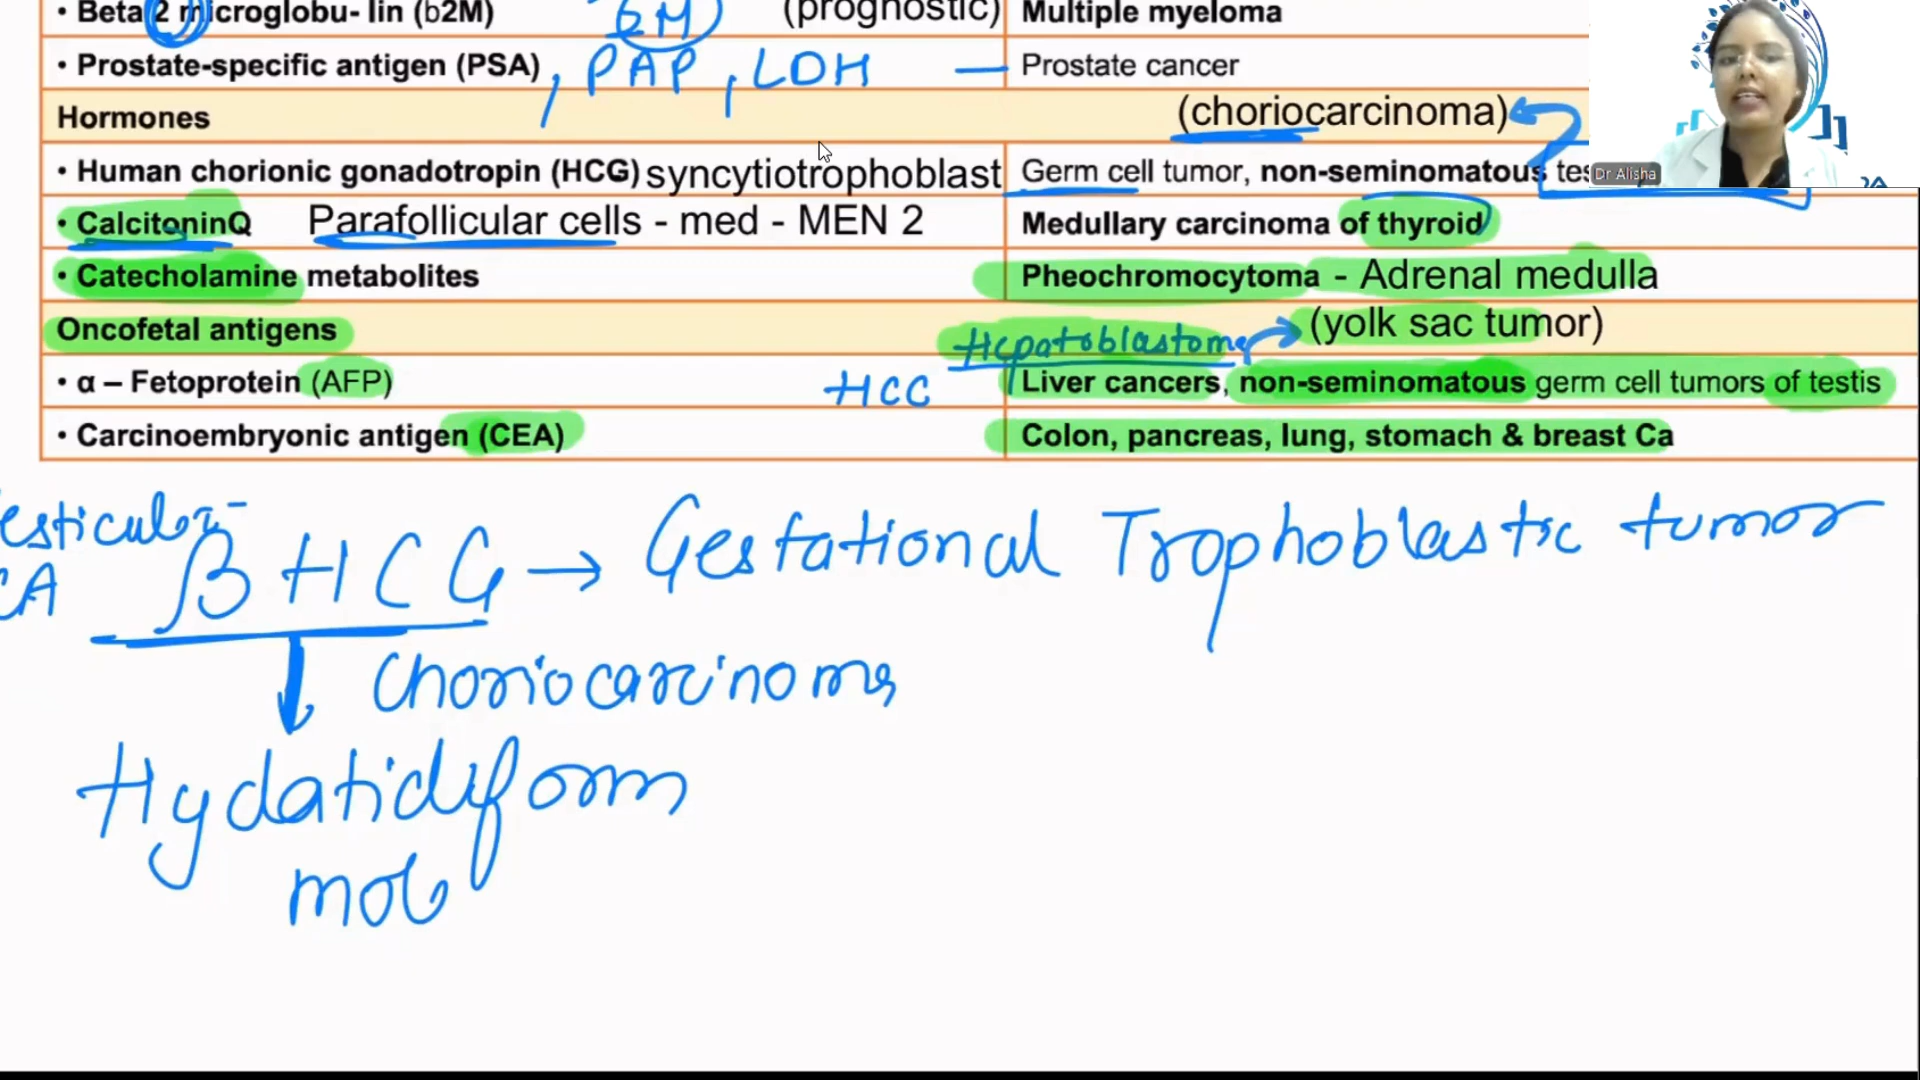 • Beta 2 microglobu- lin (b2M) (prognostic) Multiple myeloma
• Prostate-specific antigen (PSA) , PAP , LDH — Prostate cancer
Hormones (choriocarcinoma)
• Human chorionic gonadotropin (HCG) syncytiotrophoblast Germ cell tumor, non-seminomatous
Dr Alisha
• CalcitoninQ Parafollicular cells - med - MEN 2 Medullary carcinoma of thyroid
• Catecholamine metabolites Pheochromocytoma - Adrenal medulla
Oncofetal antigens Hepatoblastoma → (yolk sac tumor)
• α – Fetoprotein (AFP) HCC Liver cancers, non-seminomatous germ cell tumors of testis
• Carcinoembryonic antigen (CEA) Colon, pancreas, lung, stomach & breast Ca
β HCG → Gestational Trophoblastic tumor
Choriocarcinoma
Hydatidiform